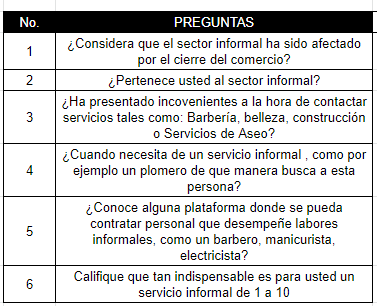 No. PREGUNTAS
1 ¿Considera que el sector informal ha sido afectado
por el cierre del comercio?
2 ¿Pertenece usted al sector informal?
3 ¿Ha presentado incovenientes a la hora de contactar
servicios tales como: Barbería, belleza, construcción
o Servicios de Aseo?
4 ¿Cuando necesita de un servicio informal , como por
ejemplo un plomero de que manera busca a esta
persona?
5 ¿Conoce alguna plataforma donde se pueda
contratar personal que desempeñe labores
informales, como un barbero, manicurista,
electricista?
6 Califique que tan indispensable es para usted un
servicio informal de 1 a 10